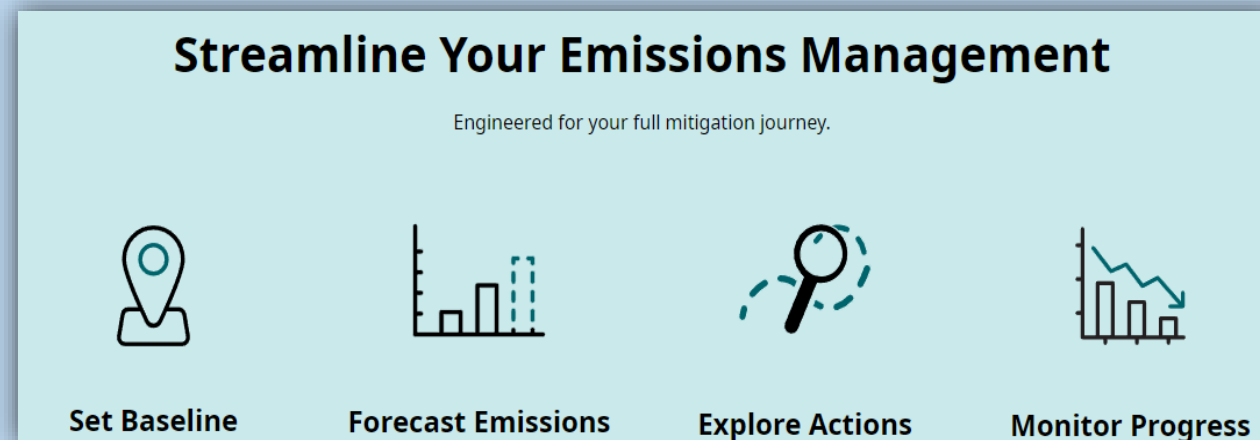 Streamline Your Emissions Management
Engineered for your full mitigation journey.
Set Baseline
Forecast Emissions
Explore Actions
Monitor Progress